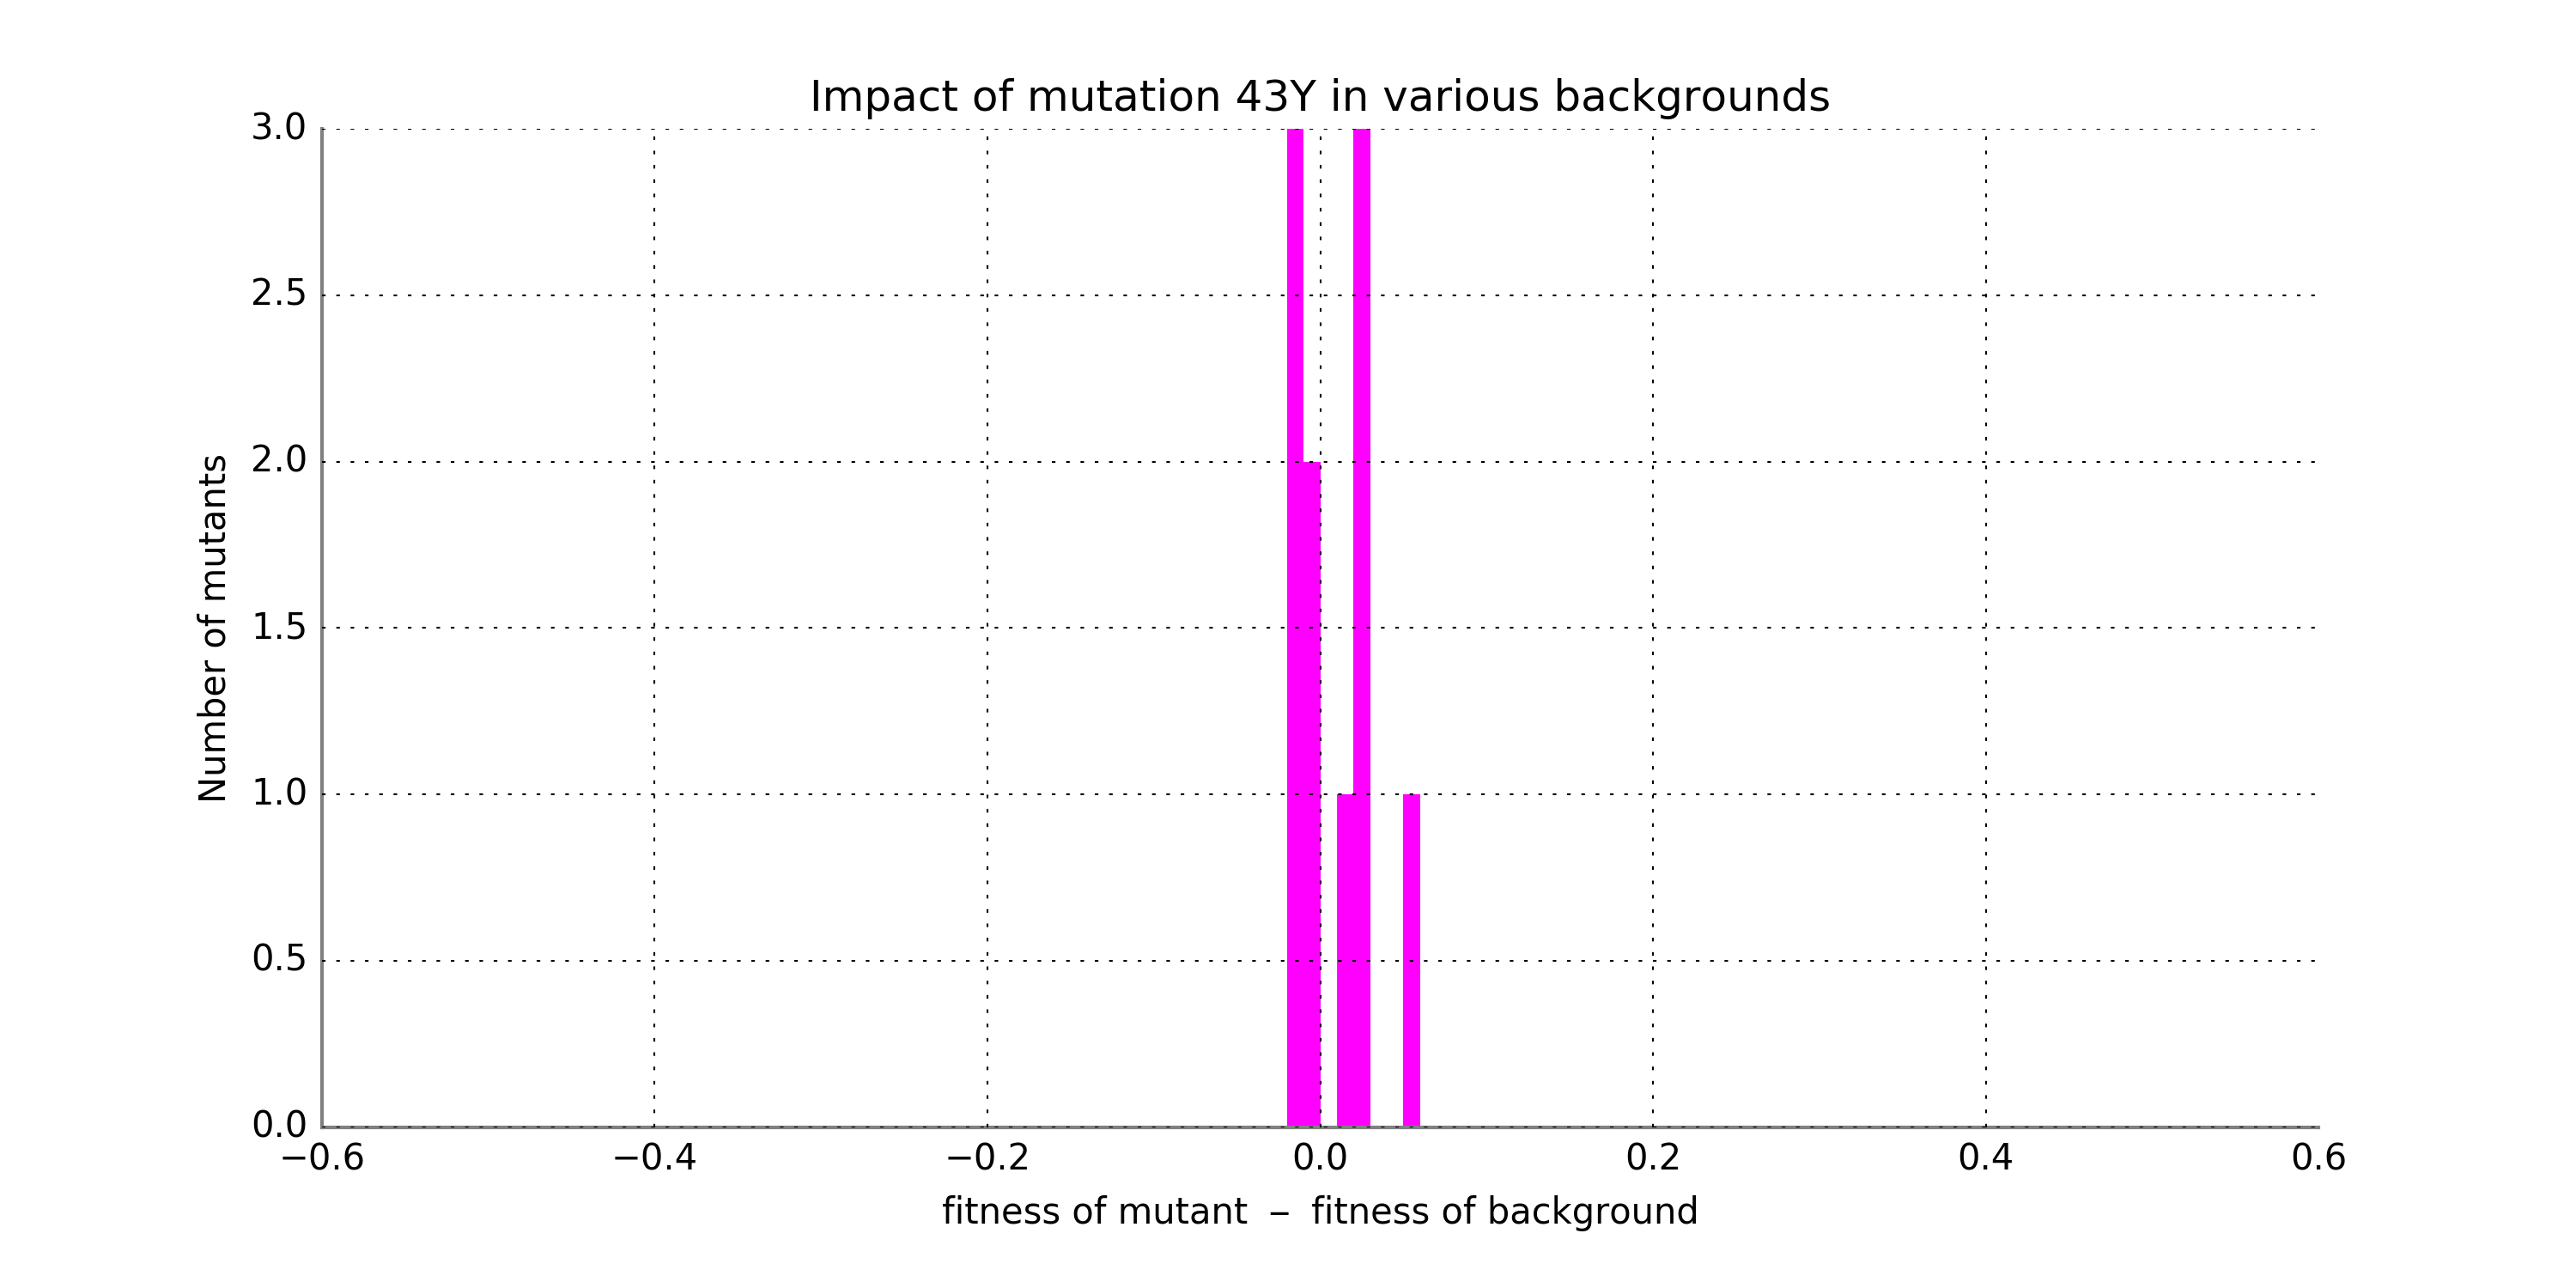 Impact of mutation 43Y in various backgrounds
3.0
2.5
2.0
1.5
1.0
0.5
0.0
Number of mutants
−0.6 −0.4 −0.2 0.0 0.2 0.4 0.6
fitness of mutant − fitness of background